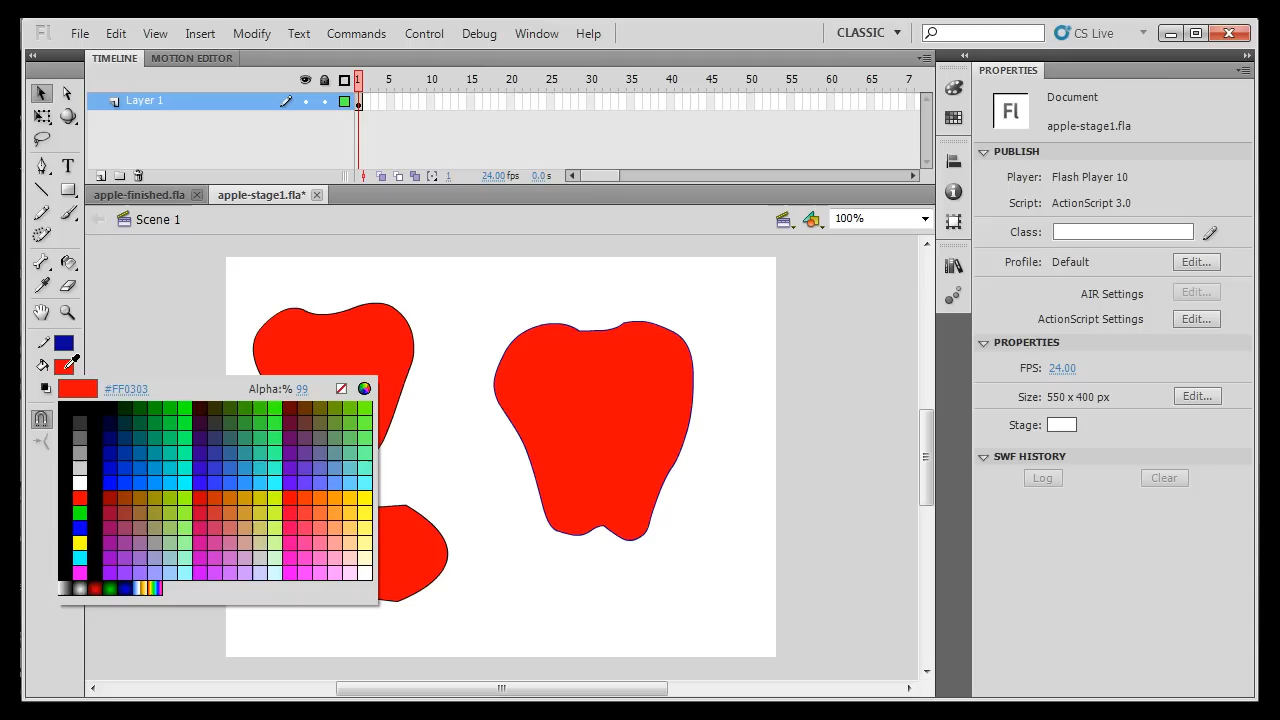 Fl File Edit View Insert Modify Text Commands Control Debug Window Help CLASSIC CS Live
TIMELINE MOTION EDITOR
1 5 10 15 20 25 30 35 40 45 50 55 60 65 7
Layer 1
1 24.00 fps 0.0 s
apple-finished.fla apple-stage1.fla*
Scene 1 100%
T
#FF0303 Alpha:% 99
PROPERTIES
Fl
Document
apple-stage1.fla
PUBLISH
Player: Flash Player 10
Script: ActionScript 3.0
Class:
Profile: Default Edit...
AIR Settings Edit...
ActionScript Settings Edit...
PROPERTIES
FPS: 24.00
Size: 550 x 400 px Edit...
Stage:
SWF HISTORY
Log Clear